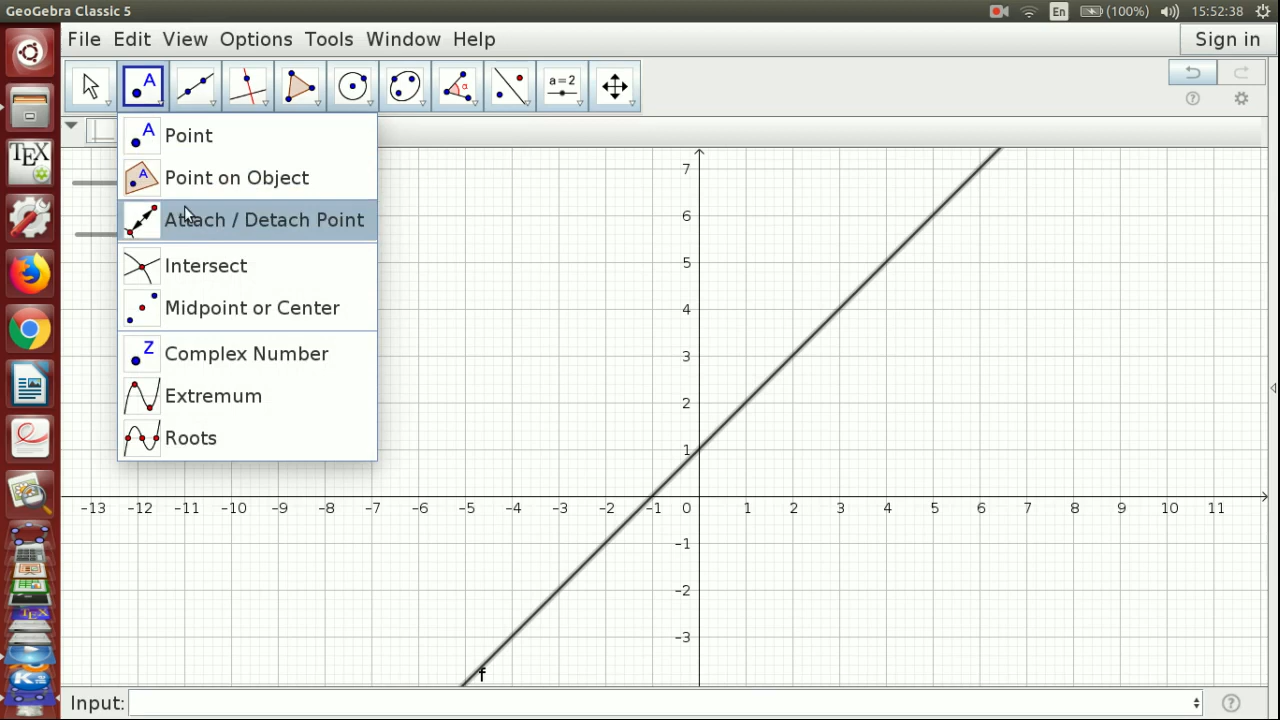 GeoGebra Classic 5 En (100%) 15:52:38
File Edit View Options Tools Window Help Sign in
A α a=2
A Point
A Point on Object
Attach / Detach Point
Intersect
Midpoint or Center
Z Complex Number
Extremum
Roots
7
6
5
4
3
2
1
-13 -12 -11 -10 -9 -8 -7 -6 -5 -4 -3 -2 -1 0 1 2 3 4 5 6 7 8 9 10 11
-1
-2
-3
f
TEX
Input: